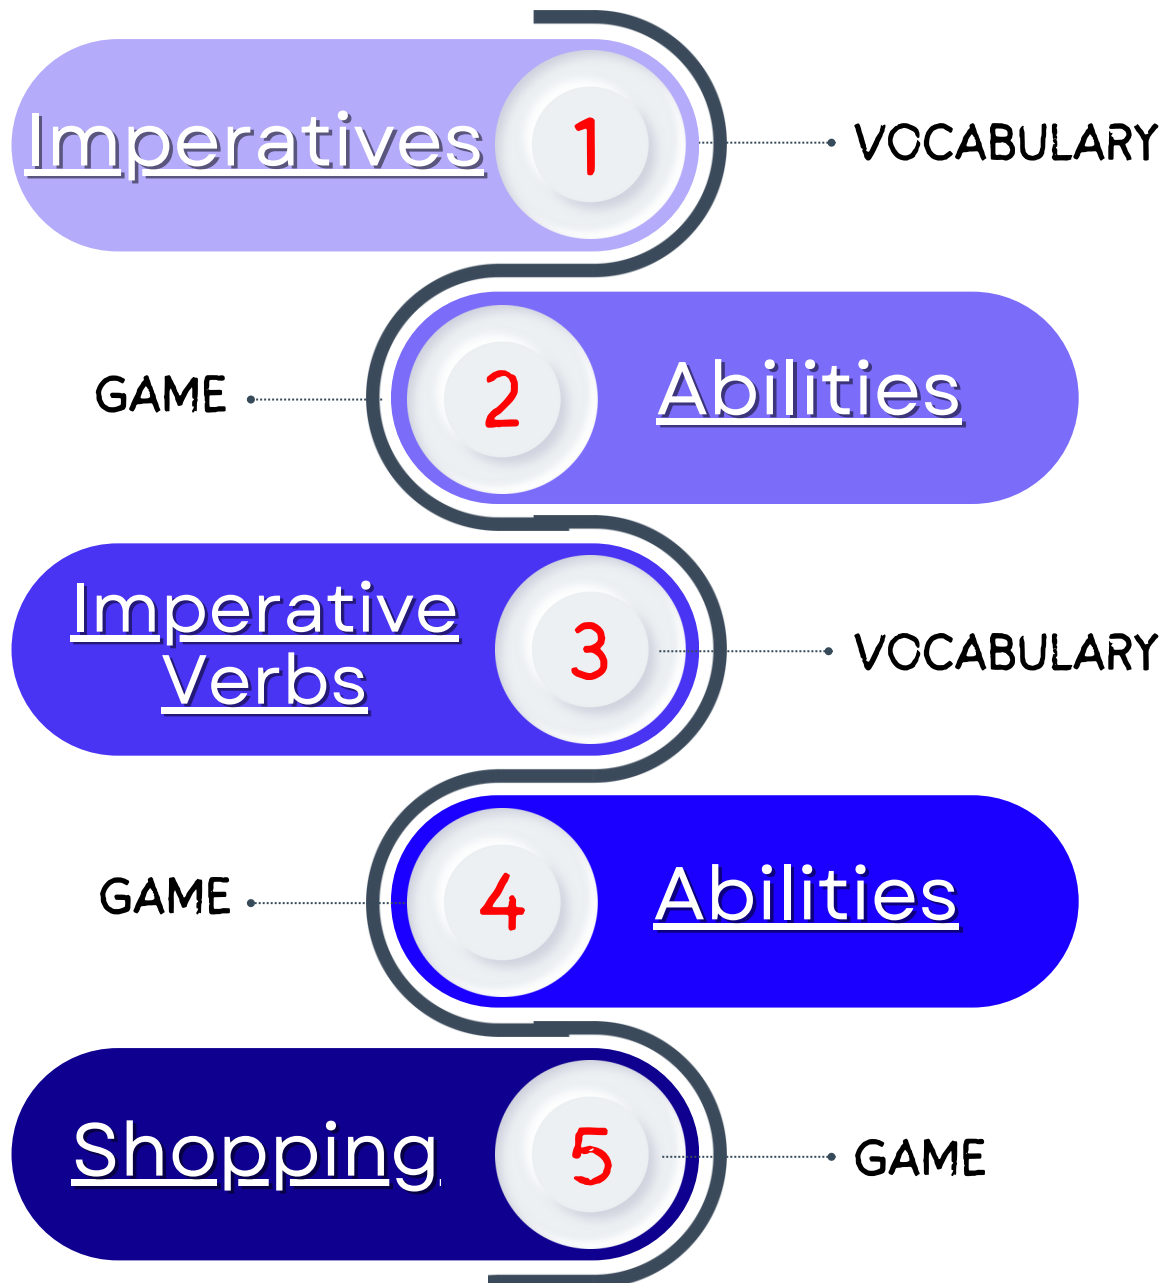 Imperatives
1
VOCABULARY
GAME
2
Abilities
Imperative
Verbs
3
VOCABULARY
GAME
4
Abilities
Shopping
5
GAME